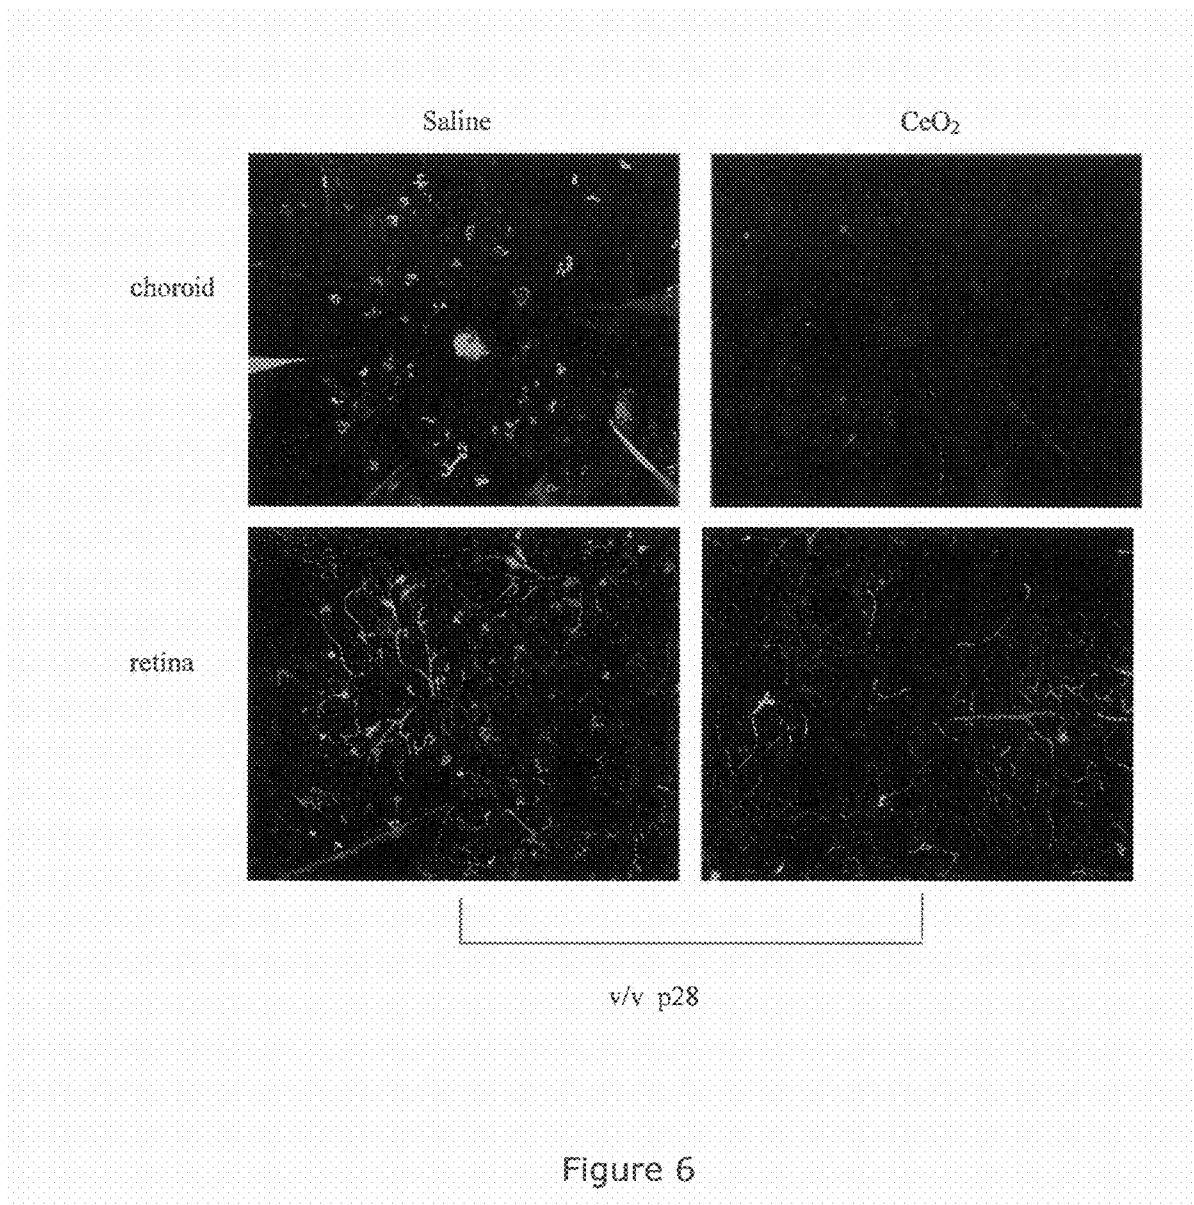 Saline
CeO₂
choroid
retina
v/v p28
Figure 6